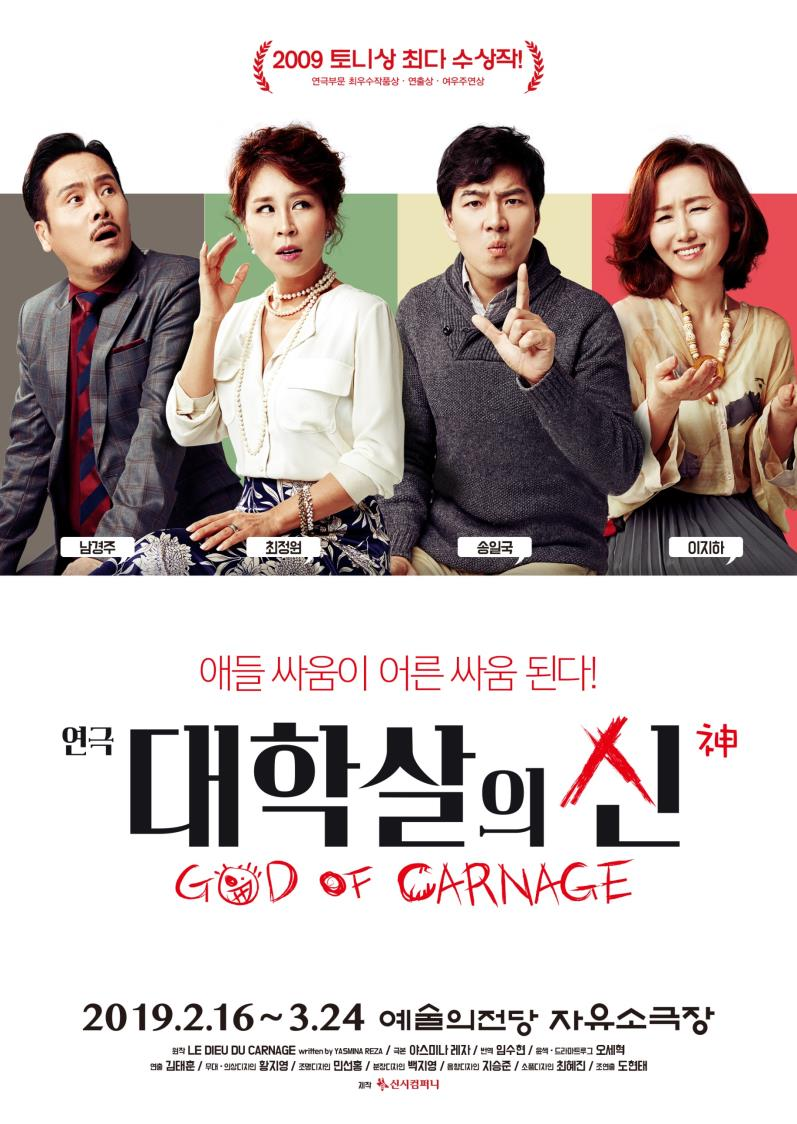 2009 토니상 최다 수상작!
연극부문 최우수작품상 · 연출상 · 여우주연상
남경주
최정원
송일국
이지하
애들 싸움이 어른 싸움 된다!
연극 대학살의 신 神
GOD OF CARNAGE
2019.2.16~3.24 예술의전당 자유소극장
원작 LE DIEU DU CARNAGE written by YASMINA REZA / 극본 야스미나 레자 / 번역 임수현 / 윤색 · 드라마트루그 오세혁
연출 김태훈 / 무대 · 의상디자인 황지영 / 조명디자인 민선홍 / 분장디자인 백지영 / 음향디자인 지승준 / 소품디자인 최혜진 / 조연출 도현태
제작 신시컴퍼니